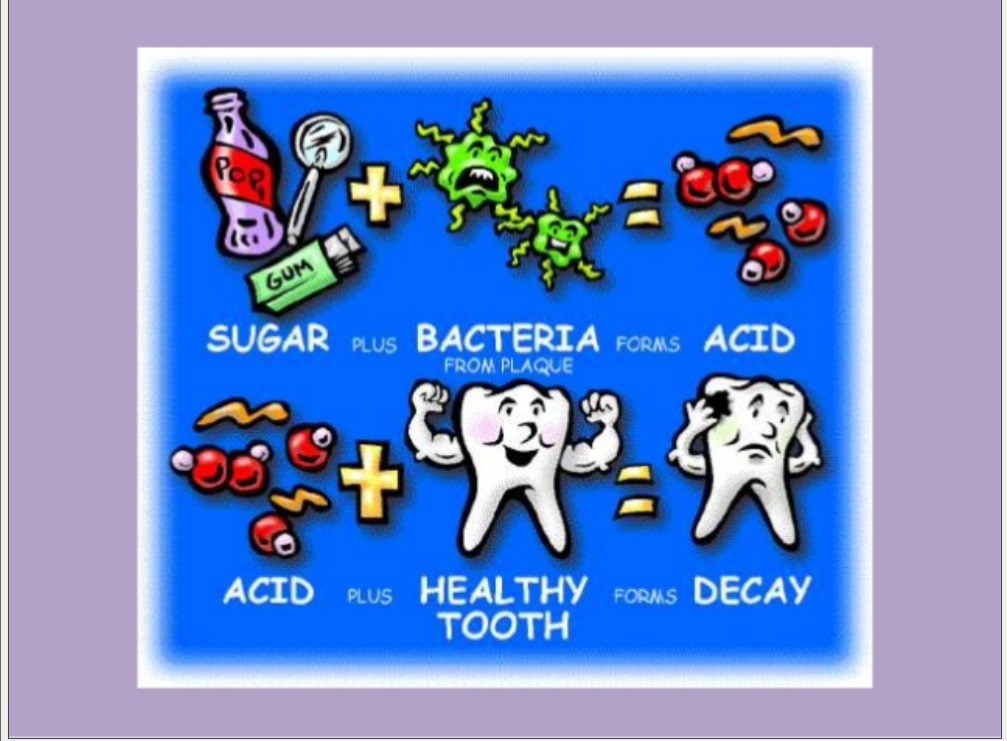 POP
GUM
SUGAR PLUS BACTERIA FORMS ACID
FROM PLAQUE
ACID PLUS HEALTHY FORMS DECAY
TOOTH